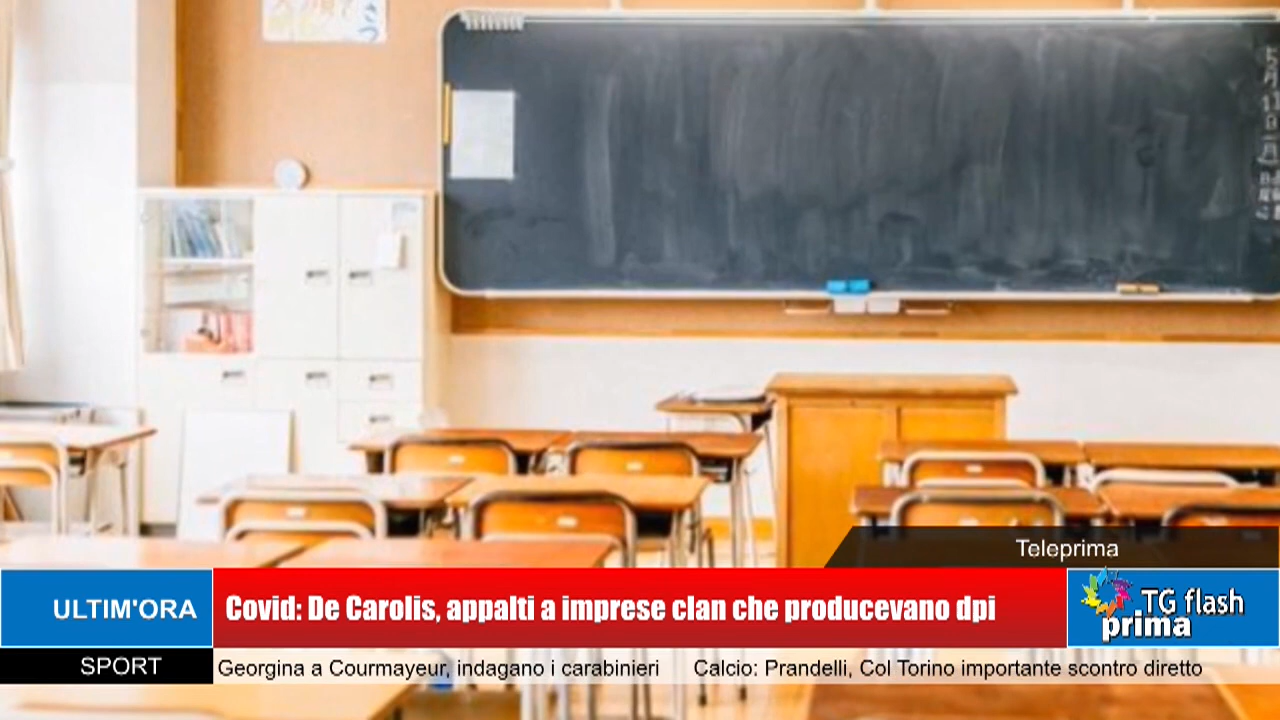 Teleprima
ULTIM'ORA
Covid: De Carolis, appalti a imprese clan che producevano dpi
TG flash
prima
SPORT
Georgina a Courmayeur, indagano i carabinieri Calcio: Prandelli, Col Torino importante scontro diretto